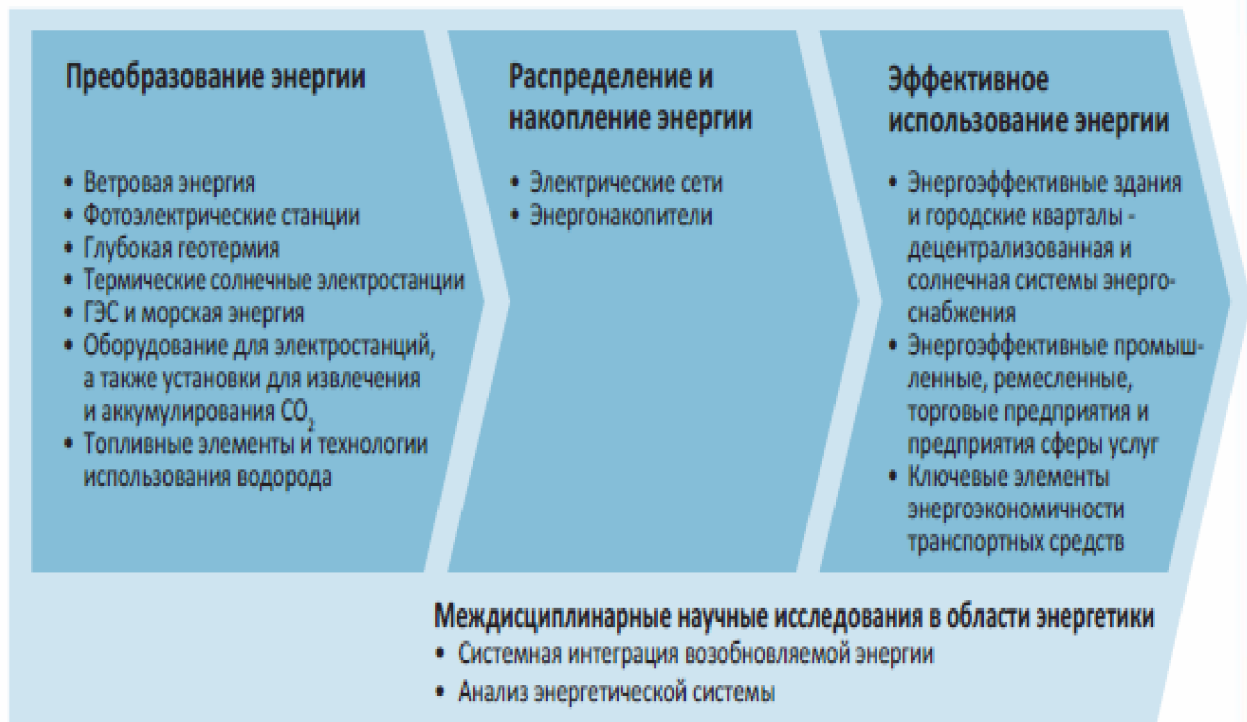 Преобразование энергии
• Ветровая энергия
• Фотоэлектрические станции
• Глубокая геотермия
• Термические солнечные электростанции
• ГЭС и морская энергия
• Оборудование для электростанций,
а также установки для извлечения
и аккумулирования CO₂
• Топливные элементы и технологии
использования водорода
Распределение и
накопление энергии
• Электрические сети
• Энергонакопители
Эффективное
использование энергии
• Энергоэффективные здания
и городские кварталы -
децентрализованная и
солнечная системы энерго-
снабжения
• Энергоэффективные промыш-
ленные, ремесленные,
торговые предприятия и
предприятия сферы услуг
• Ключевые элементы
энергоэкономичности
транспортных средств
Междисциплинарные научные исследования в области энергетики
• Системная интеграция возобновляемой энергии
• Анализ энергетической системы